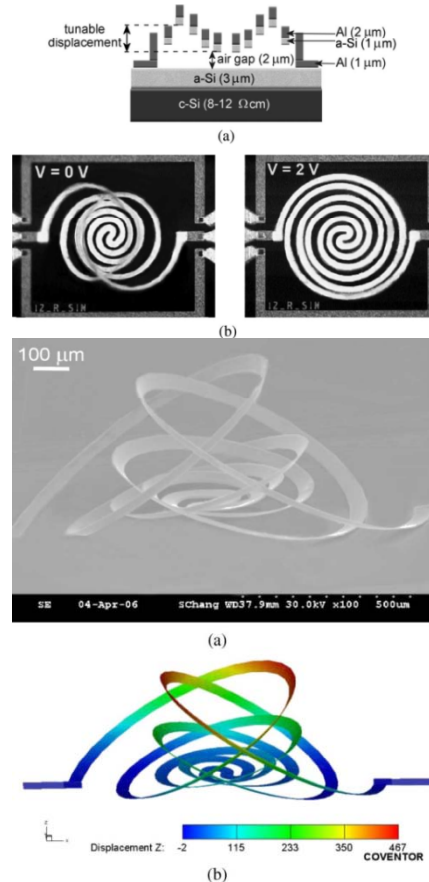 tunable
displacement
Al (2 μm)
a-Si (1 μm)
air gap (2 μm)
a-Si (3 μm)
Al (1 μm)
c-Si (8-12 Ωcm)
(a)
V = 0 V
V = 2 V
IZ_R_SIM
IZ_R_SIM
(b)
100 μm
SE 04-Apr-06 SChang WD37.9mm 30.0kV x100 500um
(a)
z
x
Displacement Z: -2 115 233 350 467
COVENTOR
(b)